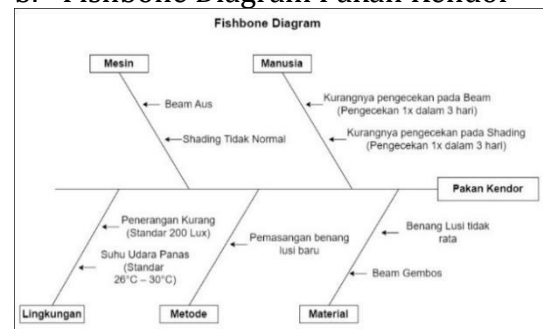 b. Fishbone Diagram Pakan Kendor
Fishbone Diagram
Mesin
Manusia
Beam Aus
Shading Tidak Normal
Kurangnya pengecekan pada Beam
(Pengecekan 1x dalam 3 hari)
Kurangnya pengecekan pada Shading
(Pengecekan 1x dalam 3 hari)
Pakan Kendor
Penerangan Kurang
(Standar 200 Lux)
Suhu Udara Panas
(Standar
26°C – 30°C)
Pemasangan benang
lusi baru
Benang Lusi tidak
rata
Beam Gembos
Lingkungan
Metode
Material